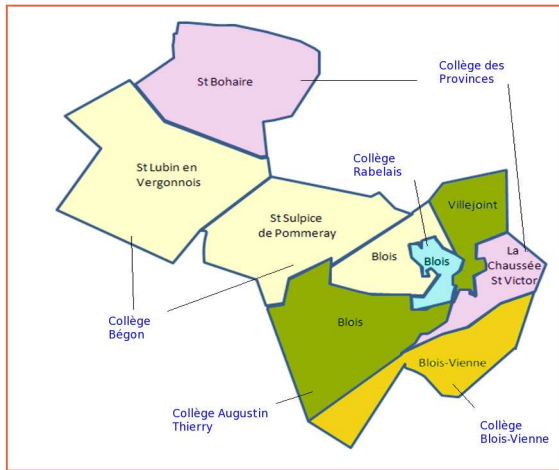 Collège des
Provinces
St Bohaire
Collège
Rabelais
St Lubin en
Vergonnois
Villejoint
St Sulpice
de Pommeray
La
Chaussée
St Victor
Blois
Blois
Collège
Bégon
Blois
Blois-Vienne
Collège Augustin
Thierry
Collège
Blois-Vienne